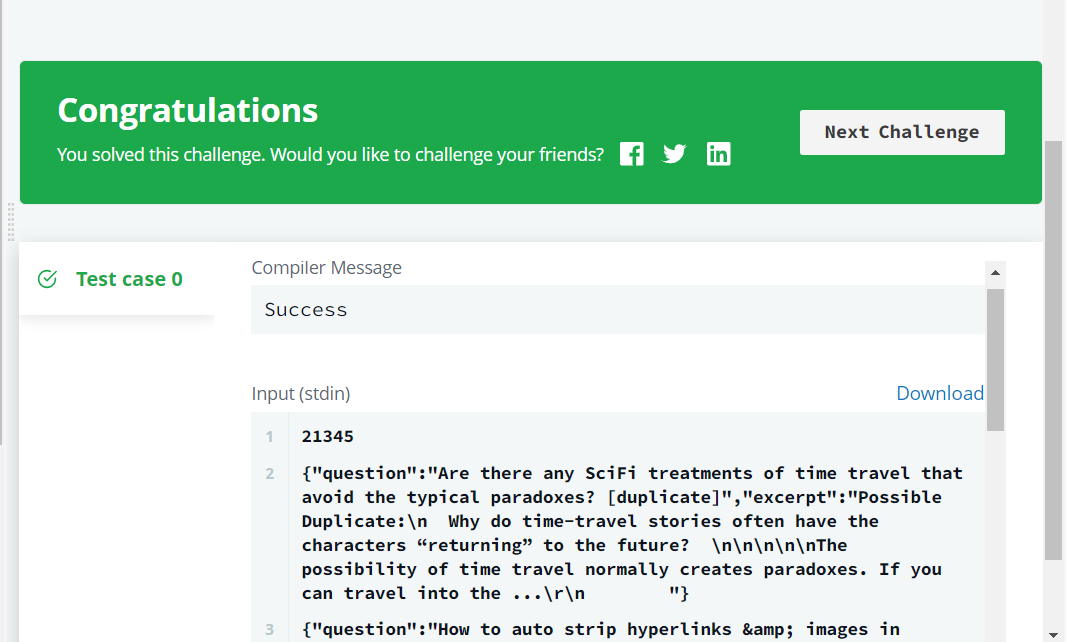 Congratulations
You solved this challenge. Would you like to challenge your friends?
Next Challenge
Test case 0
Compiler Message
Success
Input (stdin)
Download
1
21345
2
{"question":"Are there any SciFi treatments of time travel that
avoid the typical paradoxes? [duplicate]","excerpt":"Possible
Duplicate:\n  Why do time-travel stories often have the
characters “returning” to the future?  \n\n\n\n\nThe
possibility of time travel normally creates paradoxes. If you
can travel into the ...\r\n        "}
3
{"question":"How to auto strip hyperlinks &amp; images in